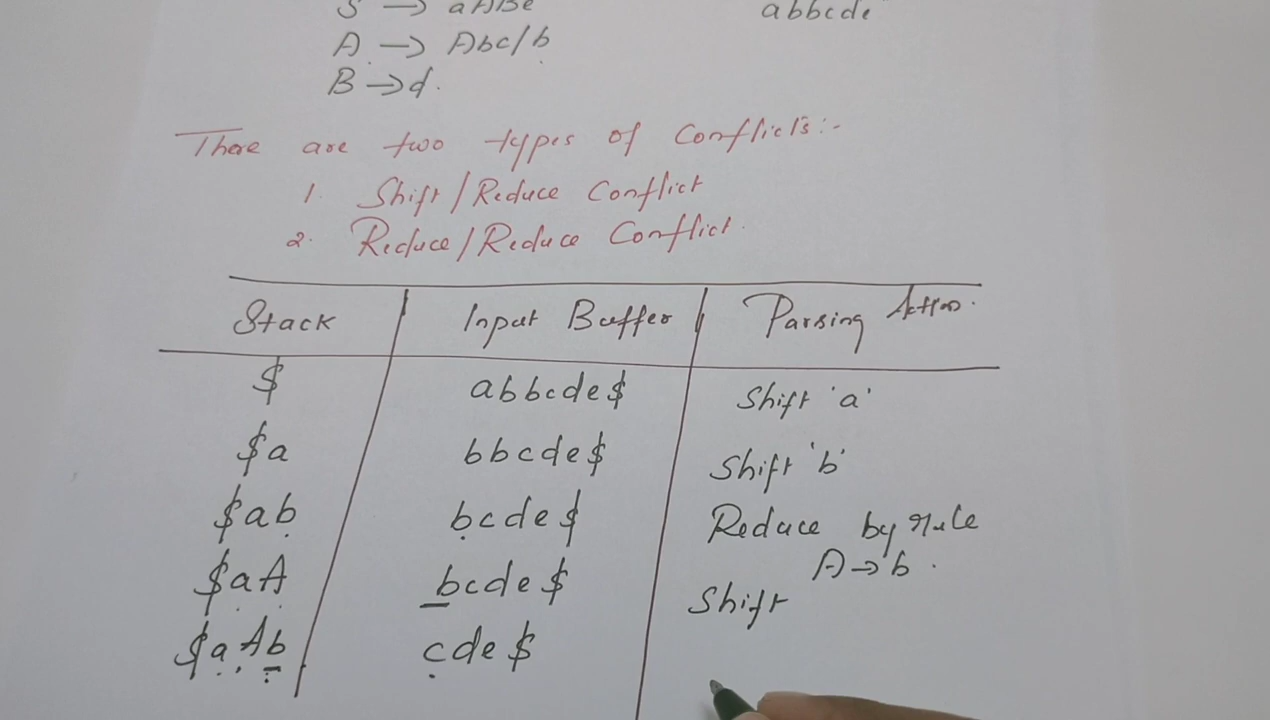 S → aABe abbcde
A → Abc/b
B → d.
There are two types of Conflicts:-
1. Shift/Reduce Conflict
2. Reduce/Reduce Conflict.
Stack Input Buffer Parsing Action.
$ abbcde$ Shift 'a'
$a bbcde$ Shift 'b'
$ab bcde$ Reduce by rule
A→b.
$aA bcde$ Shift
$aAb cde$